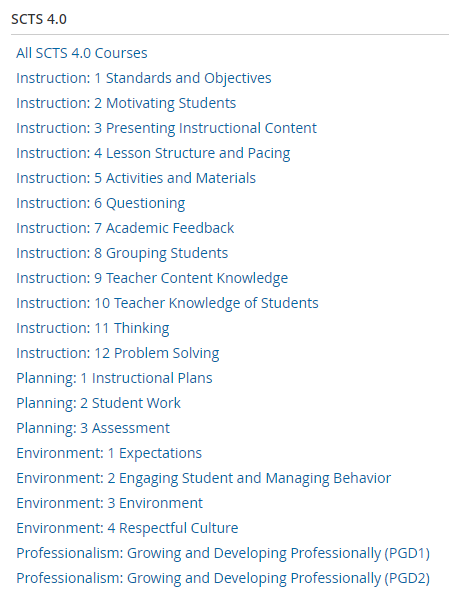 SCTS 4.0
All SCTS 4.0 Courses
Instruction: 1 Standards and Objectives
Instruction: 2 Motivating Students
Instruction: 3 Presenting Instructional Content
Instruction: 4 Lesson Structure and Pacing
Instruction: 5 Activities and Materials
Instruction: 6 Questioning
Instruction: 7 Academic Feedback
Instruction: 8 Grouping Students
Instruction: 9 Teacher Content Knowledge
Instruction: 10 Teacher Knowledge of Students
Instruction: 11 Thinking
Instruction: 12 Problem Solving
Planning: 1 Instructional Plans
Planning: 2 Student Work
Planning: 3 Assessment
Environment: 1 Expectations
Environment: 2 Engaging Student and Managing Behavior
Environment: 3 Environment
Environment: 4 Respectful Culture
Professionalism: Growing and Developing Professionally (PGD1)
Professionalism: Growing and Developing Professionally (PGD2)